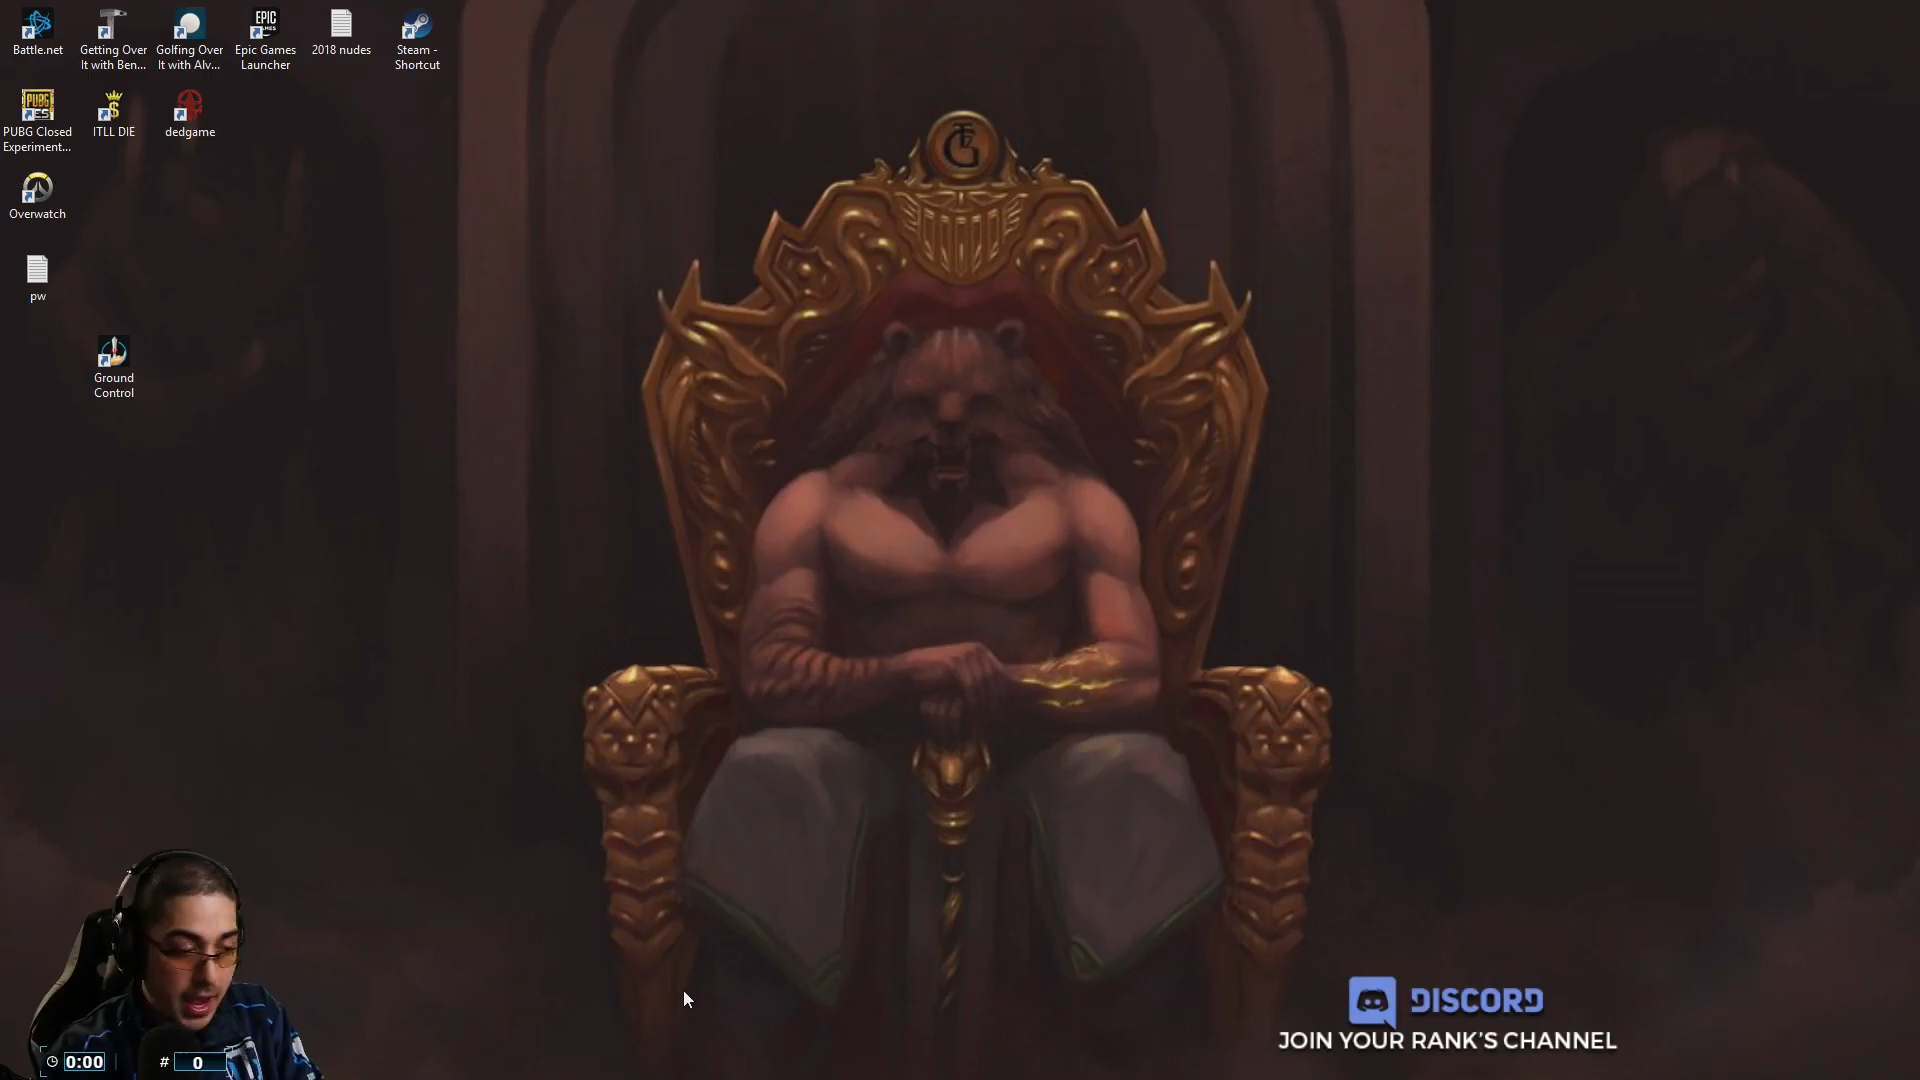 Battle.net
Getting Over
It with Ben...
Golfing Over
It with Alv...
EPIC
GAMES
Epic Games
Launcher
2018 nudes
Steam -
Shortcut
PUBG
PUBG Closed
Experiment...
ITLL DIE
dedgame
Overwatch
pw
Ground
Control
DISCORD
JOIN YOUR RANK'S CHANNEL
0:00
# 0